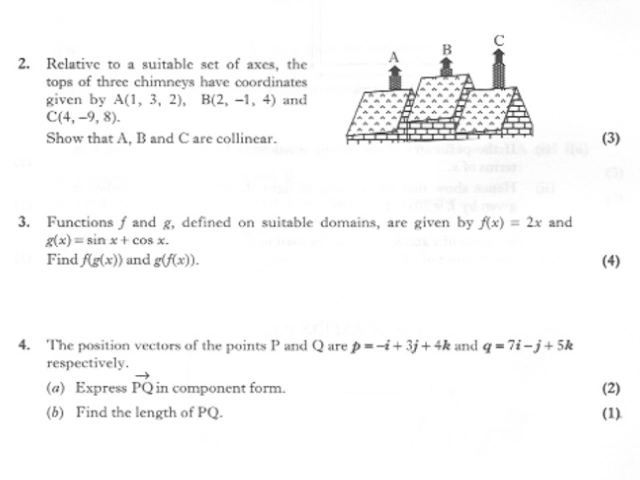 A
B
C
2. Relative to a suitable set of axes, the
tops of three chimneys have coordinates
given by A(1, 3, 2), B(2, –1, 4) and
C(4, –9, 8).
Show that A, B and C are collinear. (3)
3. Functions f and g, defined on suitable domains, are given by f(x) = 2x and
g(x) = sin x + cos x.
Find f(g(x)) and g(f(x)). (4)
4. The position vectors of the points P and Q are p = –i + 3j + 4k and q = 7i – j + 5k
respectively.
(a) Express PQ in component form. (2)
(b) Find the length of PQ. (1)